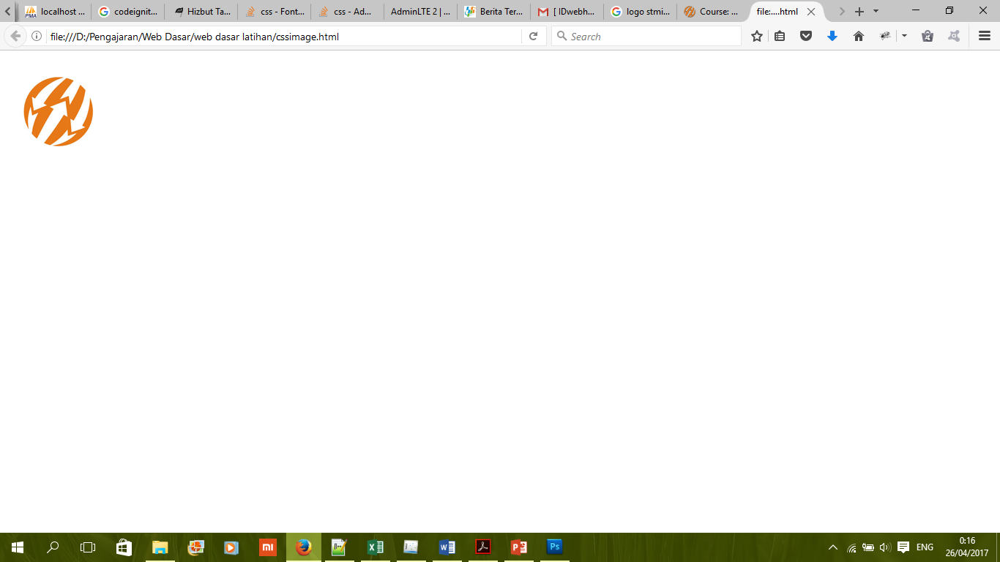 localhost ...
codeignit...
Hizbut Ta...
css - Font...
css - Ad...
AdminLTE 2 | ...
Berita Ter...
[ IDwebh...
logo stmi...
Course: ...
file:....html
file:///D:/Pengajaran/Web Dasar/web dasar latihan/cssimage.html
Search
ENG
0:16
26/04/2017